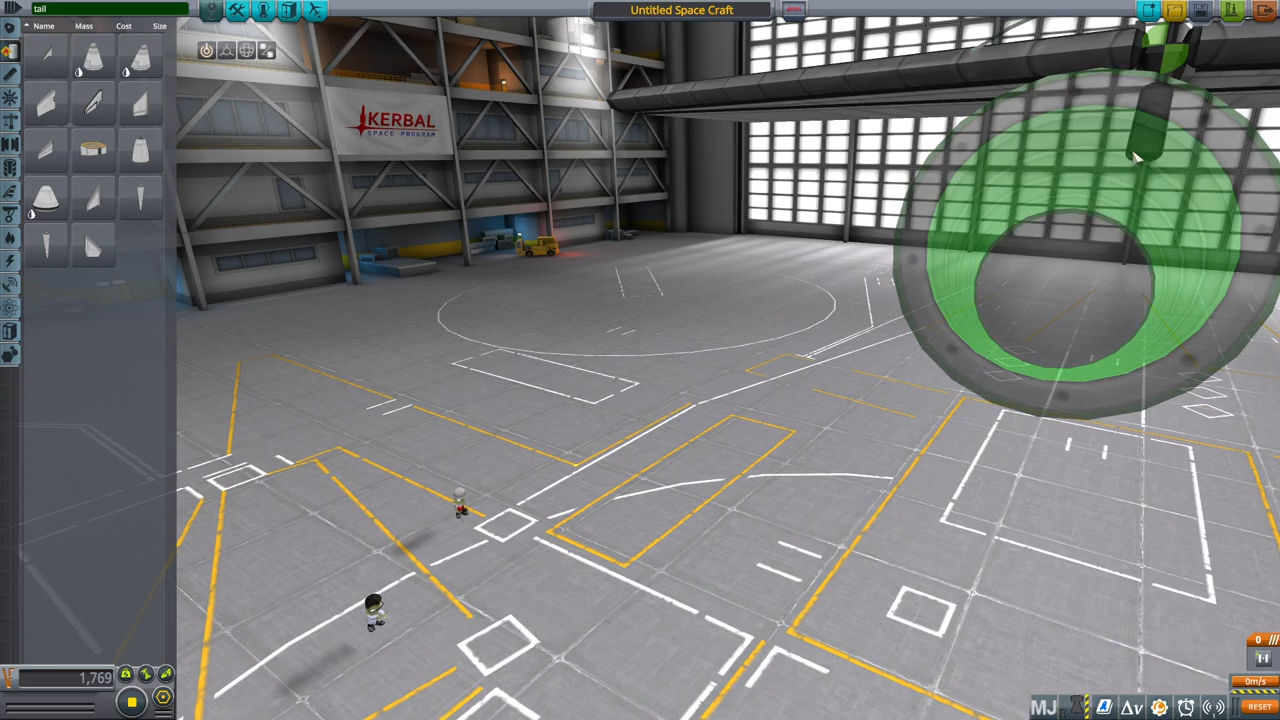 tail
Untitled Space Craft
Name Mass Cost Size
KERBAL
SPACE PROGRAM
1,769
0
0m/s
MJ Δv RESET